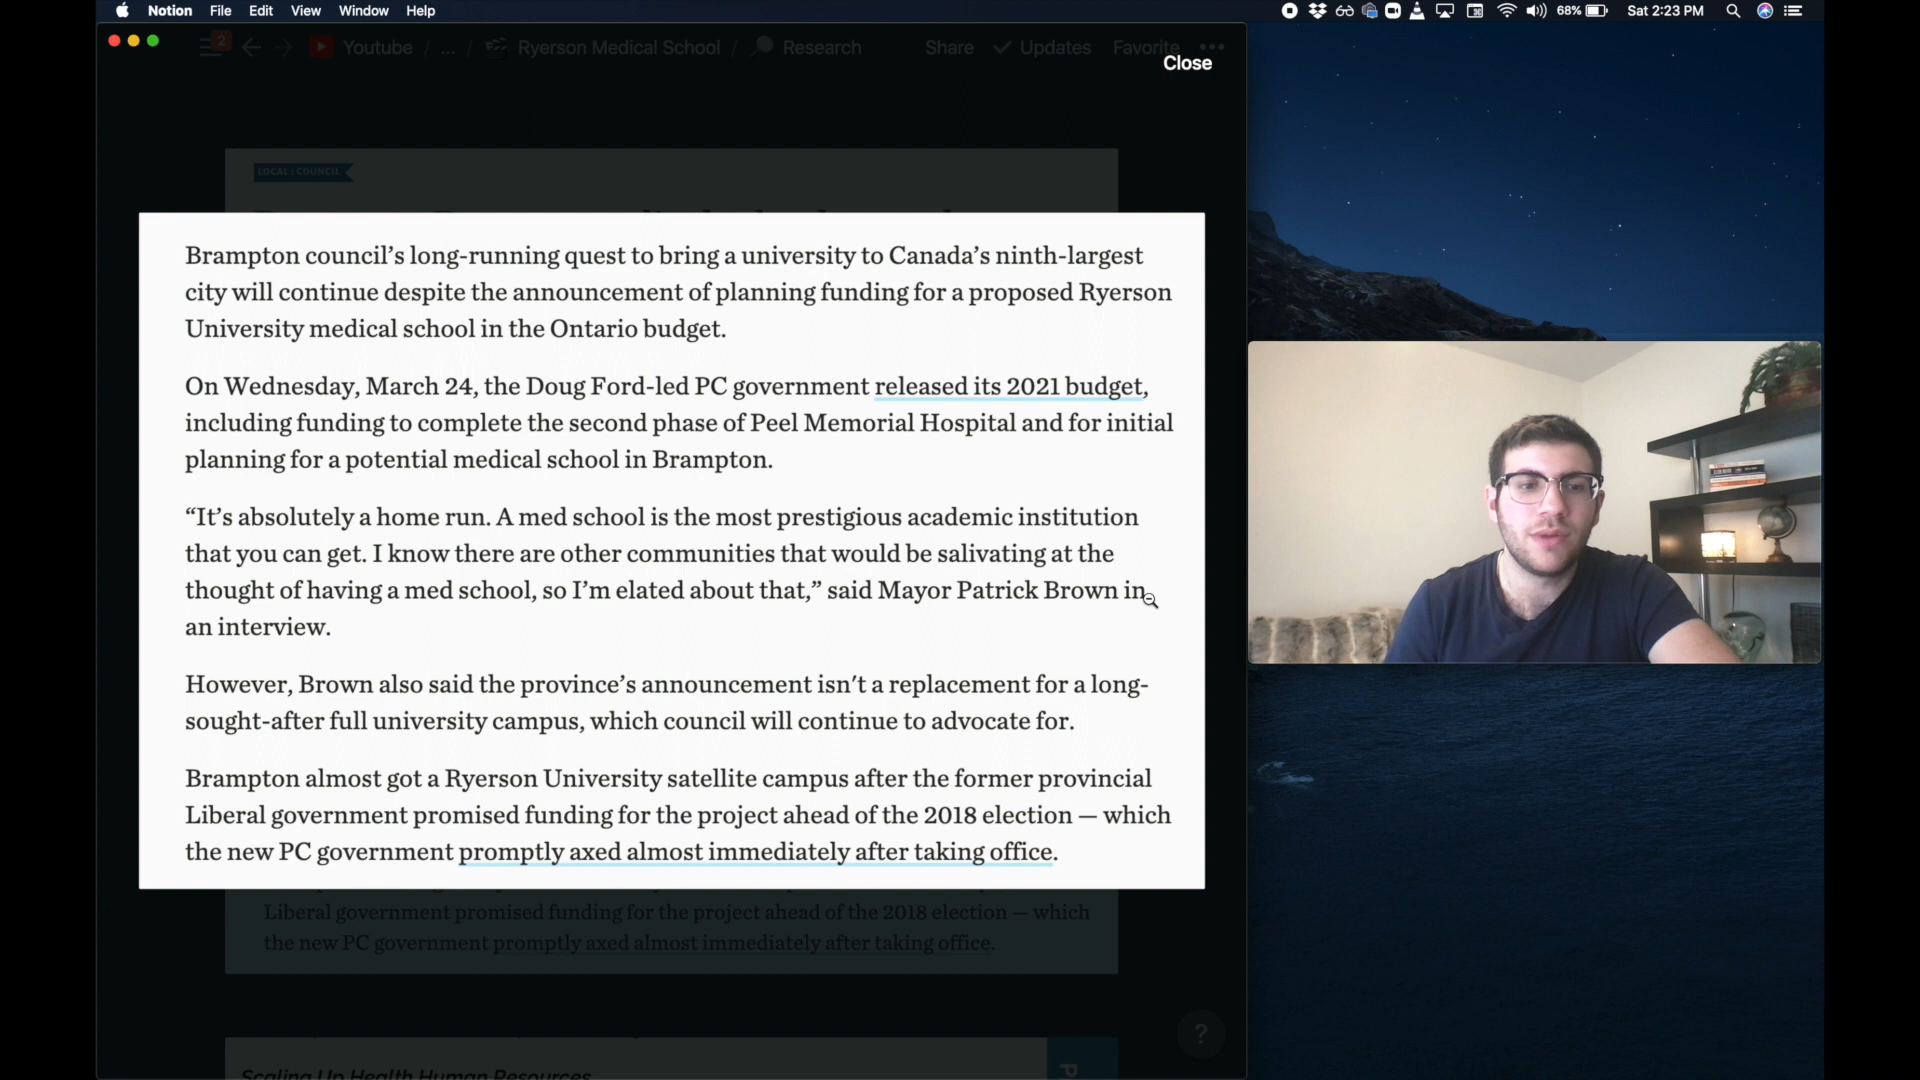 Notion File Edit View Window Help
68% Sat 2:23 PM
2 Youtube / ... / Ryerson Medical School / Research Share Updates Favorite
Close
LOCAL | COUNCIL
Brampton council’s long-running quest to bring a university to Canada’s ninth-largest
city will continue despite the announcement of planning funding for a proposed Ryerson
University medical school in the Ontario budget.
On Wednesday, March 24, the Doug Ford-led PC government released its 2021 budget,
including funding to complete the second phase of Peel Memorial Hospital and for initial
planning for a potential medical school in Brampton.
“It’s absolutely a home run. A med school is the most prestigious academic institution
that you can get. I know there are other communities that would be salivating at the
thought of having a med school, so I’m elated about that,” said Mayor Patrick Brown in
an interview.
However, Brown also said the province’s announcement isn't a replacement for a long-
sought-after full university campus, which council will continue to advocate for.
Brampton almost got a Ryerson University satellite campus after the former provincial
Liberal government promised funding for the project ahead of the 2018 election — which
the new PC government promptly axed almost immediately after taking office.
Liberal government promised funding for the project ahead of the 2018 election — which
the new PC government promptly axed almost immediately after taking office.
?
Scaling Up Health Human Resources